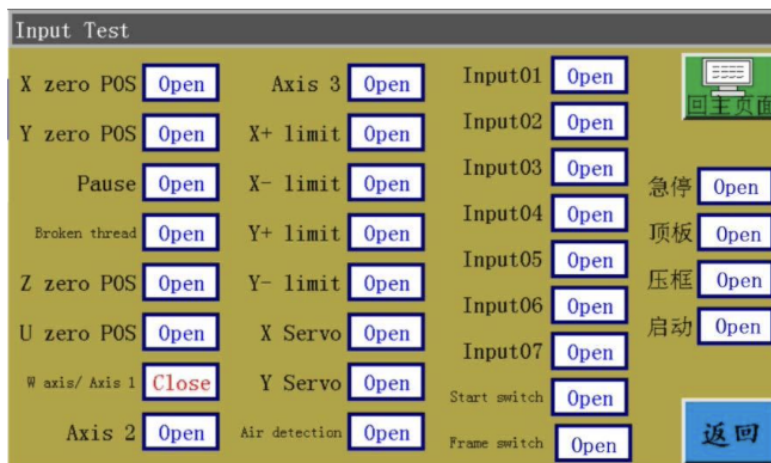 Input Test
X zero POS Open
Y zero POS Open
Pause Open
Broken thread Open
Z zero POS Open
U zero POS Open
W axis/ Axis 1 Close
Axis 2 Open
Axis 3 Open
X+ limit Open
X- limit Open
Y+ limit Open
Y- limit Open
X Servo Open
Y Servo Open
Air detection Open
Input01 Open
Input02 Open
Input03 Open
Input04 Open
Input05 Open
Input06 Open
Input07 Open
Start switch Open
Frame switch Open
回主页面
急停 Open
顶板 Open
压框 Open
启动 Open
返回